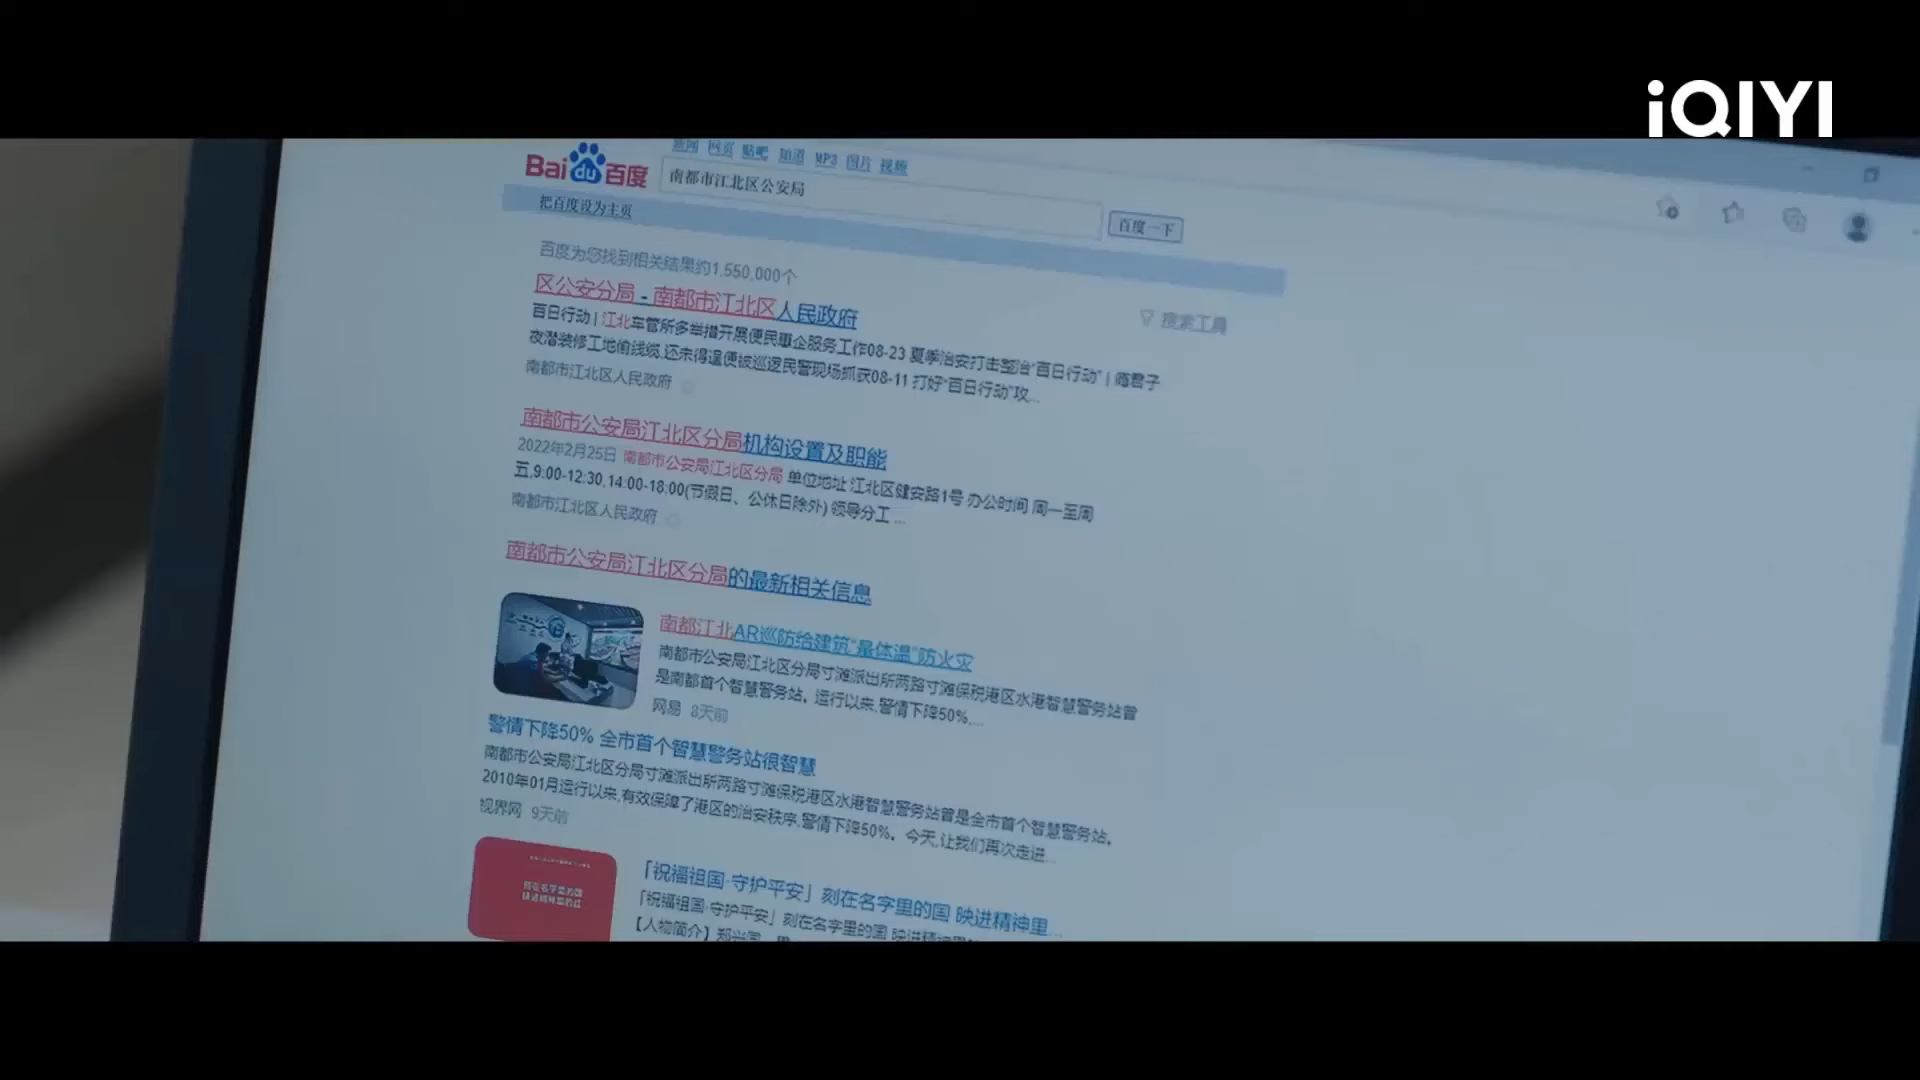 iQIYI
新闻 网页 贴吧 知道 MP3 图片 视频
Bai du 百度
南都市江北区公安局
百度一下
把百度设为主页
百度为您找到相关结果约1,550,000个
搜索工具
区公安分局 - 南都市江北区人民政府
百日行动 | 江北车管所多举措开展便民惠企服务工作08-23 夏季治安打击整治“百日行动” | 梁君子
夜潜装修工地偷线缆,还未得逞便被巡逻民警现场抓获08-11 打好“百日行动”攻...
南都市江北区人民政府
南都市公安局江北区分局机构设置及职能
2022年2月25日 南都市公安局江北区分局 单位地址 江北区健安路1号 办公时间 周一至周
五,9:00-12:30,14:00-18:00(节假日、公休日除外) 领导分工 ...
南都市江北区人民政府
南都市公安局江北区分局的最新相关信息
南都江北AR巡防给建筑“量体温”防火灾
南都市公安局江北区分局寸滩派出所两路寸滩保税港区水港智慧警务站曾
是南都首个智慧警务站。运行以来,警情下降50%,...
网易 8天前
警情下降50% 全市首个智慧警务站很智慧
南都市公安局江北区分局寸滩派出所两路寸滩保税港区水港智慧警务站曾是全市首个智慧警务站。
2010年01月运行以来,有效保障了港区的治安秩序,警情下降50%。今天,让我们再次走进...
视界网 9天前
「祝福祖国·守护平安」刻在名字里的国 映进精神里...
「祝福祖国·守护平安」刻在名字里的国 映进精神
【人物简介】郑兴国